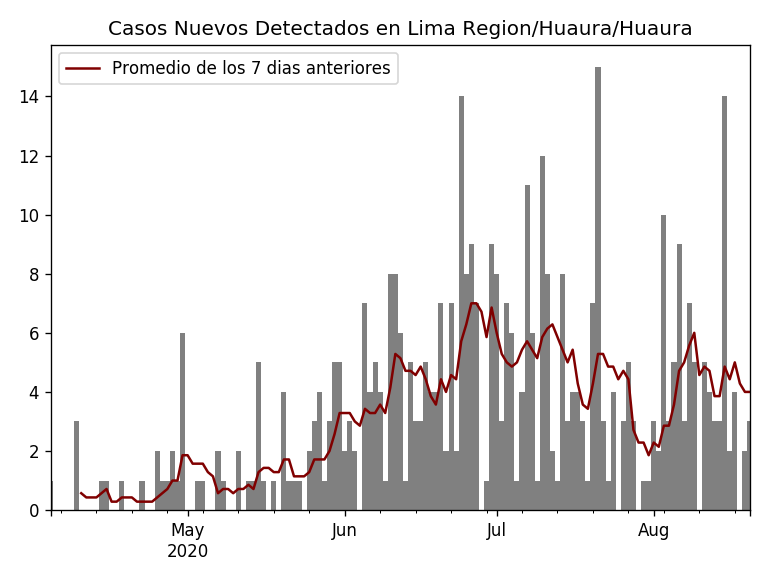 Casos Nuevos Detectados en Lima Region/Huaura/Huaura
Promedio de los 7 dias anteriores
14
12
10
8
6
4
2
0
May
2020
Jun
Jul
Aug